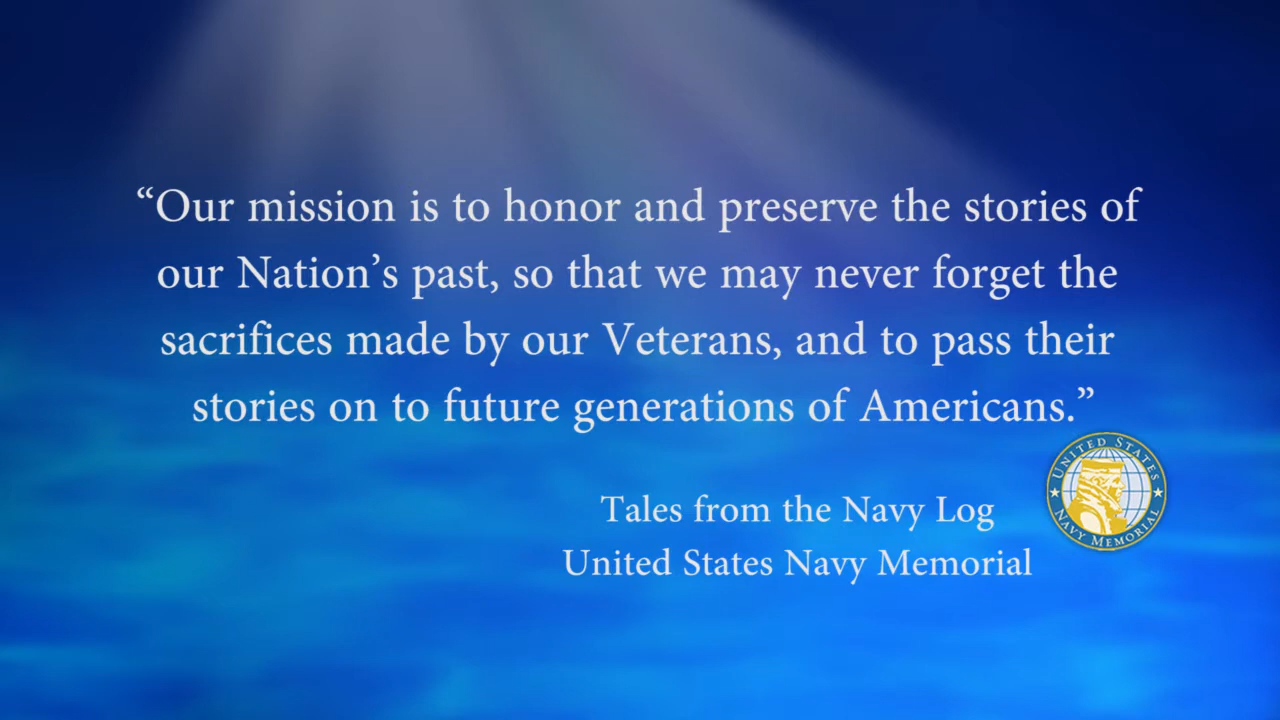 “Our mission is to honor and preserve the stories of
our Nation’s past, so that we may never forget the
sacrifices made by our Veterans, and to pass their
stories on to future generations of Americans.”
Tales from the Navy Log
United States Navy Memorial
UNITED STATES
NAVY MEMORIAL